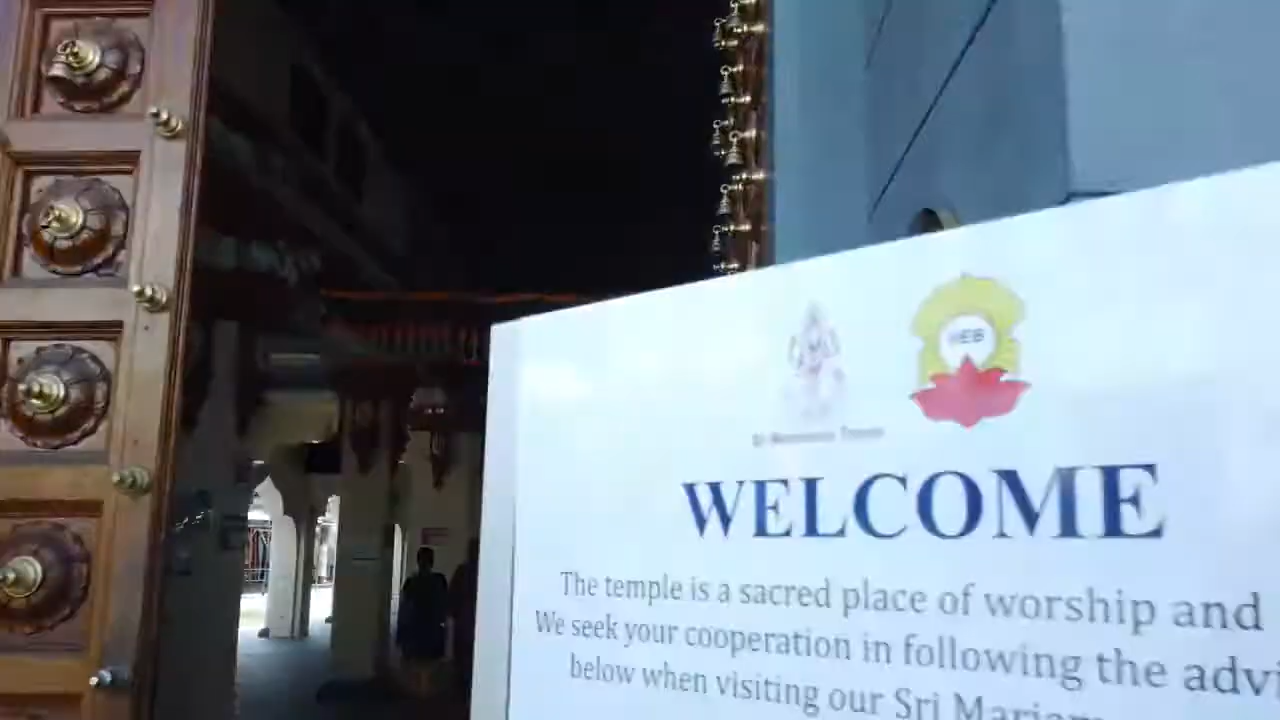 HEB
WELCOME
The temple is a sacred place of worship and
We seek your cooperation in following the advi
below when visiting our Sri Mariam